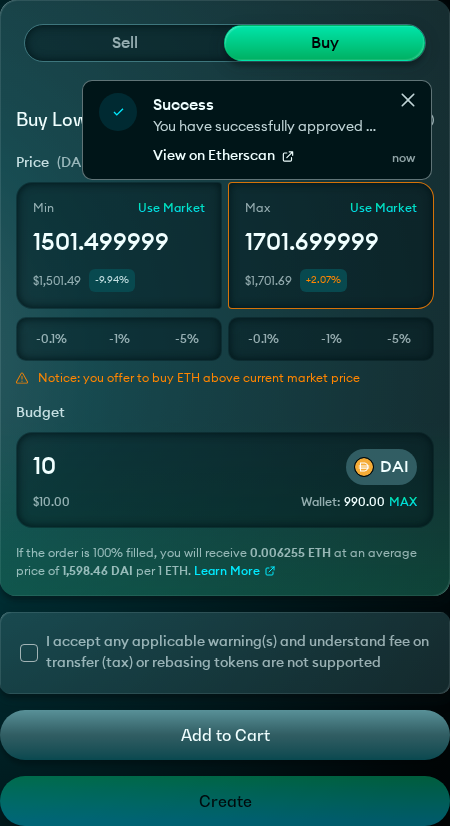 Sell
Buy
Success
You have successfully approved ...
View on Etherscan
now
Buy Low
Price (DA
Min
Use Market
1501.499999
$1,501.49
-9.94%
Max
Use Market
1701.699999
$1,701.69
+2.07%
-0.1%
-1%
-5%
-0.1%
-1%
-5%
Notice: you offer to buy ETH above current market price
Budget
10
DAI
$10.00
Wallet: 990.00 MAX
If the order is 100% filled, you will receive 0.006255 ETH at an average
price of 1,598.46 DAI per 1 ETH. Learn More
I accept any applicable warning(s) and understand fee on
transfer (tax) or rebasing tokens are not supported
Add to Cart
Create